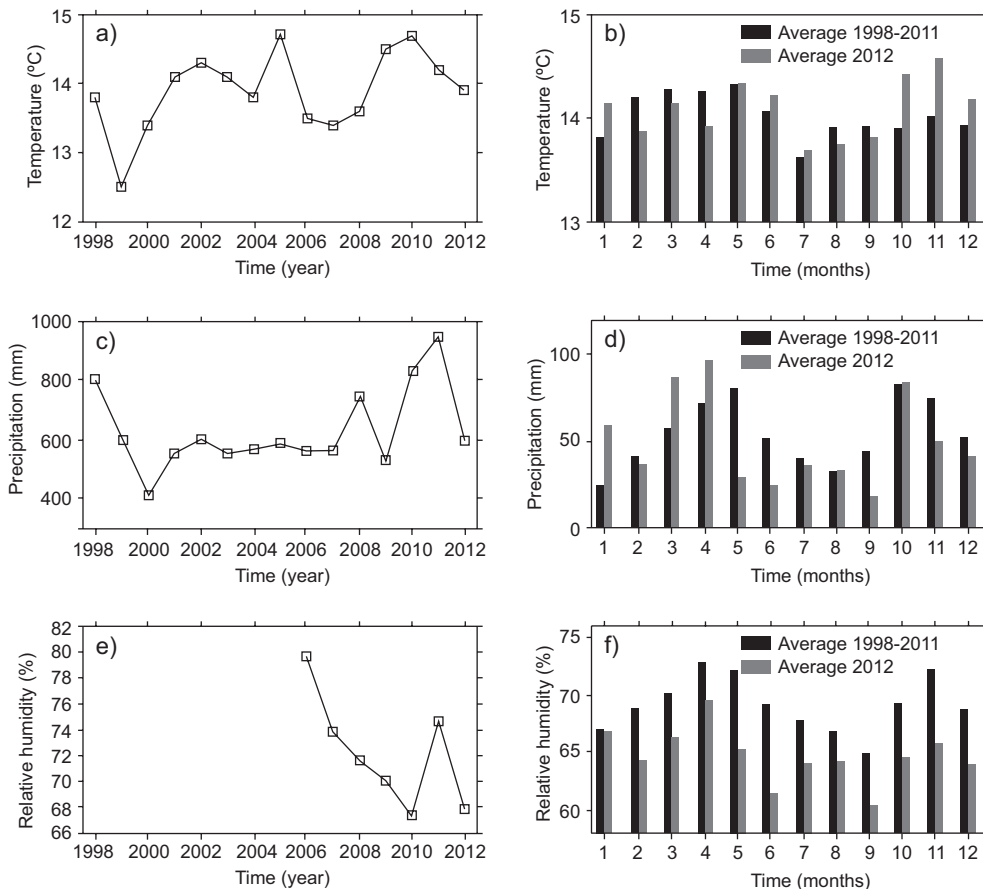 a)
Temperature (ºC)
15
14
13
12
1998 2000 2002 2004 2006 2008 2010 2012
Time (year)
b)
Average 1998-2011
Average 2012
Temperature (ºC)
15
14
13
1 2 3 4 5 6 7 8 9 10 11 12
Time (months)
c)
Precipitation (mm)
1000
800
600
400
1998 2000 2002 2004 2006 2008 2010 2012
Time (year)
d)
Average 1998-2011
Average 2012
Precipitation (mm)
100
50
0
1 2 3 4 5 6 7 8 9 10 11 12
Time (months)
e)
Relative humidity (%)
82
80
78
76
74
72
70
68
66
1998 2000 2002 2004 2006 2008 2010 2012
Time (year)
f)
Average 1998-2011
Average 2012
Relative humidity (%)
75
70
65
60
1 2 3 4 5 6 7 8 9 10 11 12
Time (months)